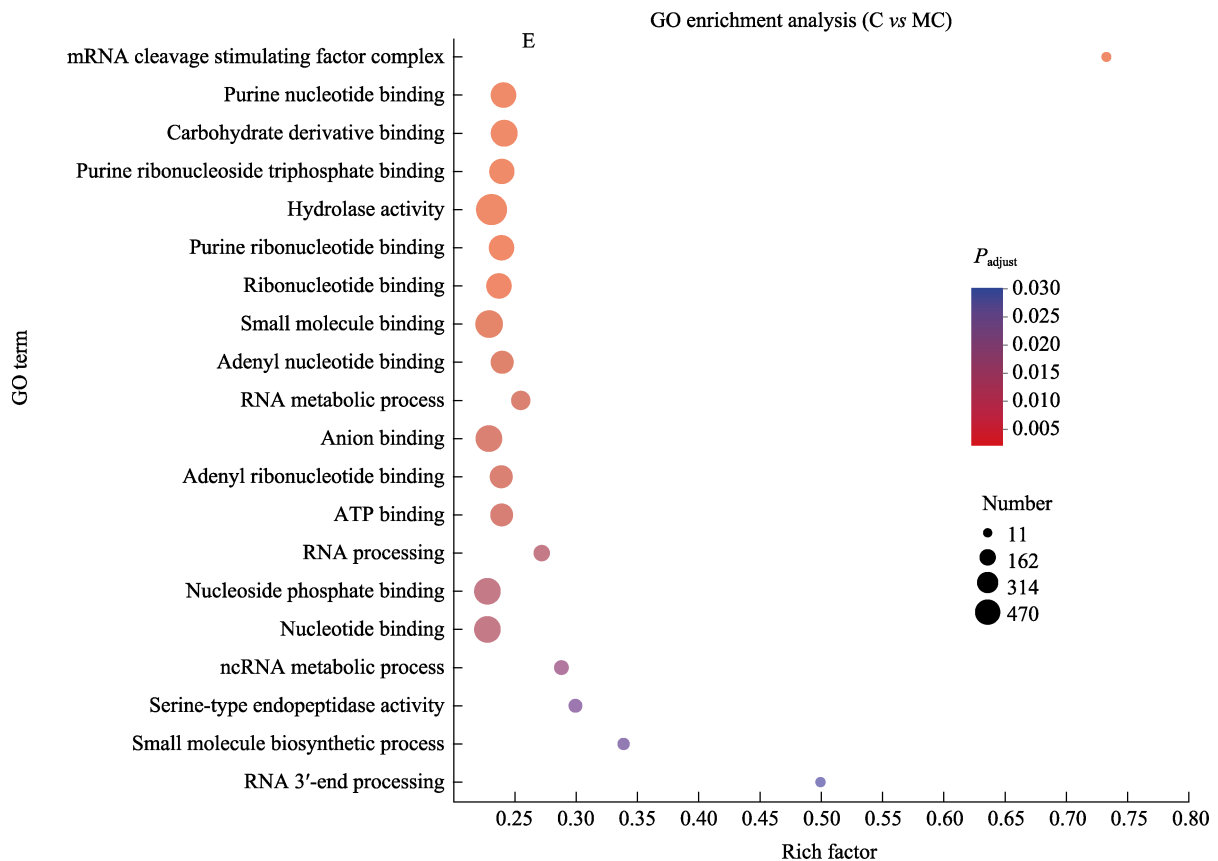 GO enrichment analysis (C vs MC)
E
mRNA cleavage stimulating factor complex
Purine nucleotide binding
Carbohydrate derivative binding
Purine ribonucleoside triphosphate binding
Hydrolase activity
Purine ribonucleotide binding
Ribonucleotide binding
Small molecule binding
Adenyl nucleotide binding
RNA metabolic process
Anion binding
Adenyl ribonucleotide binding
ATP binding
RNA processing
Nucleoside phosphate binding
Nucleotide binding
ncRNA metabolic process
Serine-type endopeptidase activity
Small molecule biosynthetic process
RNA 3′-end processing
GO term
0.25 0.30 0.35 0.40 0.45 0.50 0.55 0.60 0.65 0.70 0.75 0.80
Rich factor
Padjust
0.030
0.025
0.020
0.015
0.010
0.005
Number
11
162
314
470